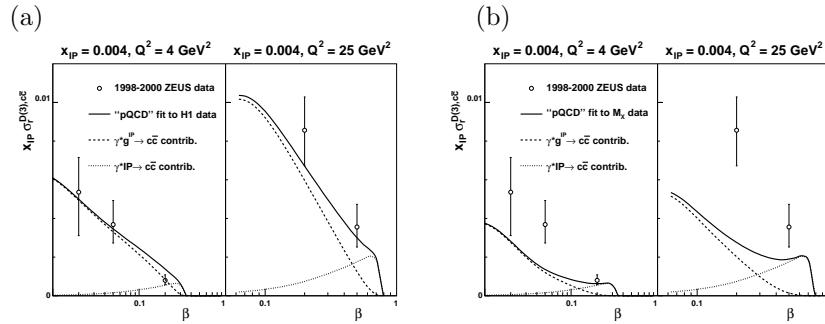 (a)
x_IP = 0.004, Q² = 4 GeV²
x_IP = 0.004, Q² = 25 GeV²
x_IP σ_r^D(3),cc̄
0.01
0
1998-2000 ZEUS data
"pQCD" fit to H1 data
γ*g^IP → cc̄ contrib.
γ*IP → cc̄ contrib.
0.1
1
0.1
1
β
β
(b)
x_IP = 0.004, Q² = 4 GeV²
x_IP = 0.004, Q² = 25 GeV²
x_IP σ_r^D(3),cc̄
0.01
0
1998-2000 ZEUS data
"pQCD" fit to M_X data
γ*g^IP → cc̄ contrib.
γ*IP → cc̄ contrib.
0.1
1
0.1
1
β
β